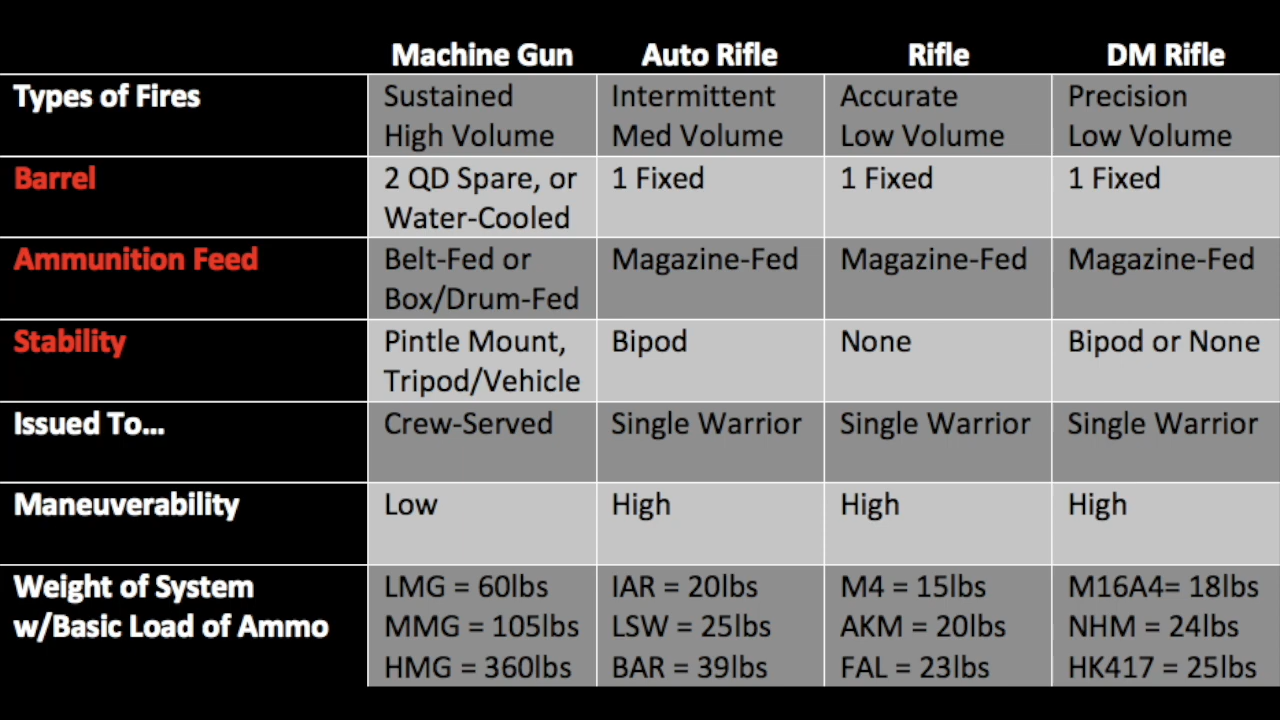 Machine Gun Auto Rifle Rifle DM Rifle
Types of Fires Sustained Intermittent Accurate Precision
High Volume Med Volume Low Volume Low Volume
Barrel 2 QD Spare, or 1 Fixed 1 Fixed 1 Fixed
Water-Cooled
Ammunition Feed Belt-Fed or Magazine-Fed Magazine-Fed Magazine-Fed
Box/Drum-Fed
Stability Pintle Mount, Bipod None Bipod or None
Tripod/Vehicle
Issued To... Crew-Served Single Warrior Single Warrior Single Warrior
Maneuverability Low High High High
Weight of System LMG = 60lbs IAR = 20lbs M4 = 15lbs M16A4= 18lbs
w/Basic Load of Ammo MMG = 105lbs LSW = 25lbs AKM = 20lbs NHM = 24lbs
HMG = 360lbs BAR = 39lbs FAL = 23lbs HK417 = 25lbs